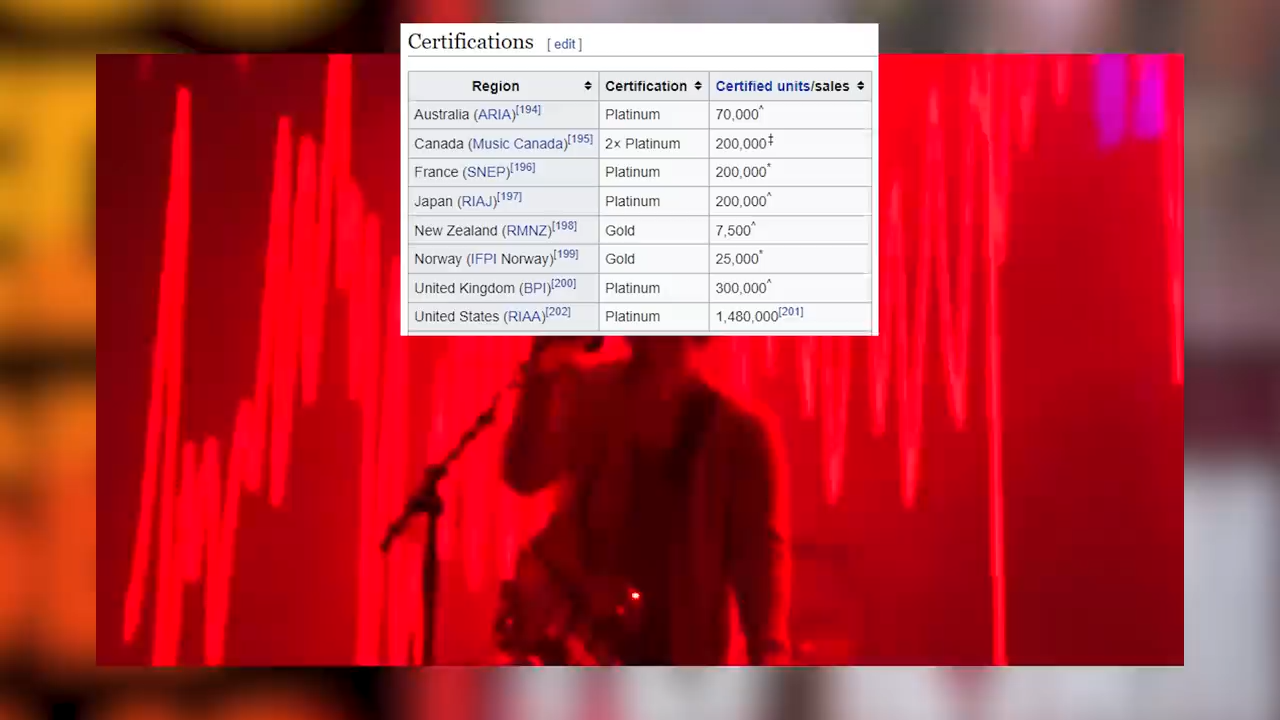 Certifications [ edit ]
Region Certification Certified units/sales
Australia (ARIA)[194] Platinum 70,000^
Canada (Music Canada)[195] 2× Platinum 200,000‡
France (SNEP)[196] Platinum 200,000*
Japan (RIAJ)[197] Platinum 200,000^
New Zealand (RMNZ)[198] Gold 7,500^
Norway (IFPI Norway)[199] Gold 25,000*
United Kingdom (BPI)[200] Platinum 300,000^
United States (RIAA)[202] Platinum 1,480,000[201]